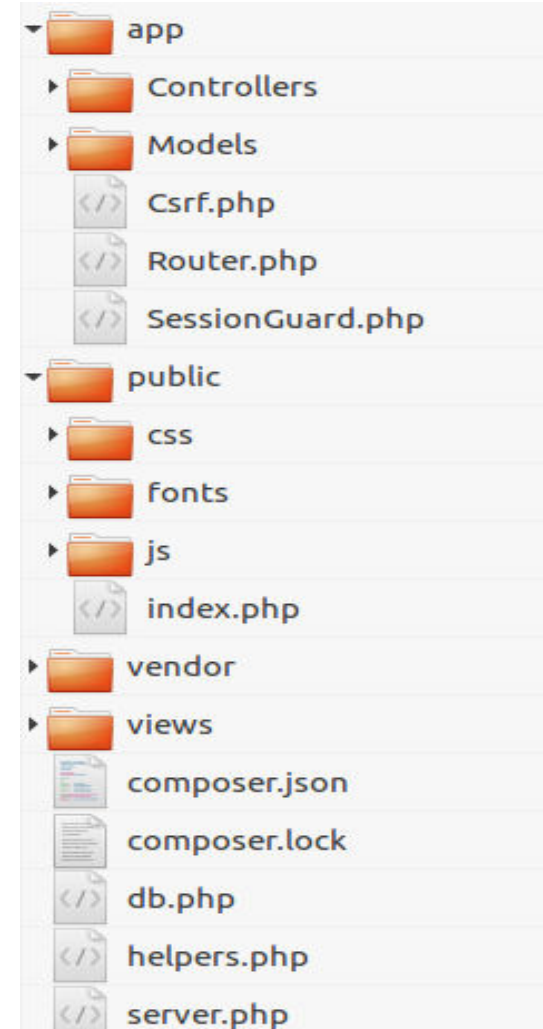 app
Controllers
Models
Csrf.php
Router.php
SessionGuard.php
public
css
fonts
js
index.php
vendor
views
composer.json
composer.lock
db.php
helpers.php
server.php